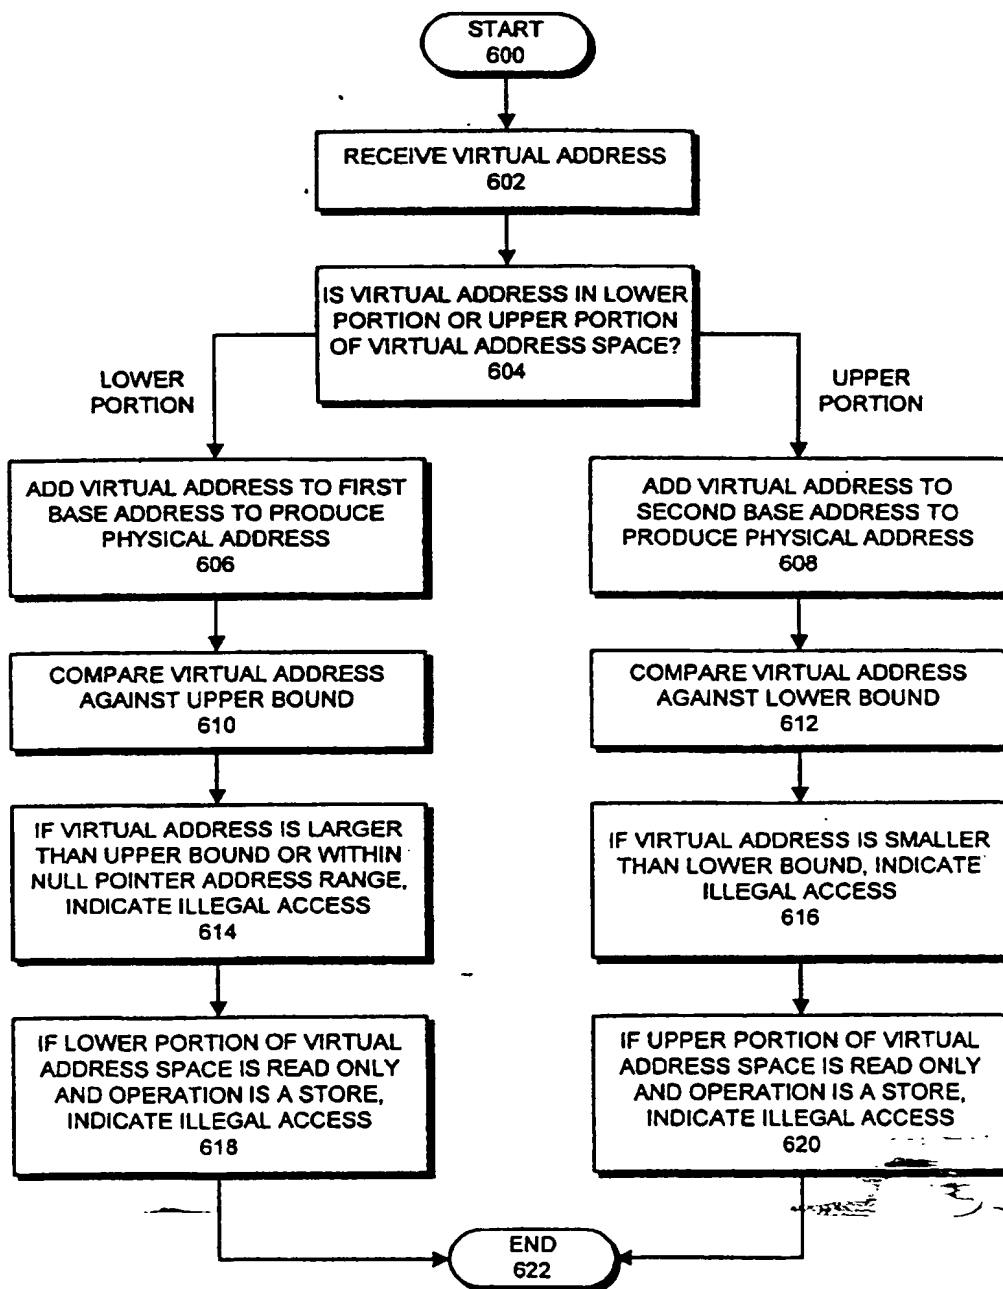 START
600
RECEIVE VIRTUAL ADDRESS
602
IS VIRTUAL ADDRESS IN LOWER
PORTION OR UPPER PORTION
OF VIRTUAL ADDRESS SPACE?
604
LOWER
PORTION
UPPER
PORTION
ADD VIRTUAL ADDRESS TO FIRST
BASE ADDRESS TO PRODUCE
PHYSICAL ADDRESS
606
ADD VIRTUAL ADDRESS TO
SECOND BASE ADDRESS TO
PRODUCE PHYSICAL ADDRESS
608
COMPARE VIRTUAL ADDRESS
AGAINST UPPER BOUND
610
COMPARE VIRTUAL ADDRESS
AGAINST LOWER BOUND
612
IF VIRTUAL ADDRESS IS LARGER
THAN UPPER BOUND OR WITHIN
NULL POINTER ADDRESS RANGE,
INDICATE ILLEGAL ACCESS
614
IF VIRTUAL ADDRESS IS SMALLER
THAN LOWER BOUND, INDICATE
ILLEGAL ACCESS
616
IF LOWER PORTION OF VIRTUAL
ADDRESS SPACE IS READ ONLY
AND OPERATION IS A STORE,
INDICATE ILLEGAL ACCESS
618
IF UPPER PORTION OF VIRTUAL
ADDRESS SPACE IS READ ONLY
AND OPERATION IS A STORE,
INDICATE ILLEGAL ACCESS
620
END
622